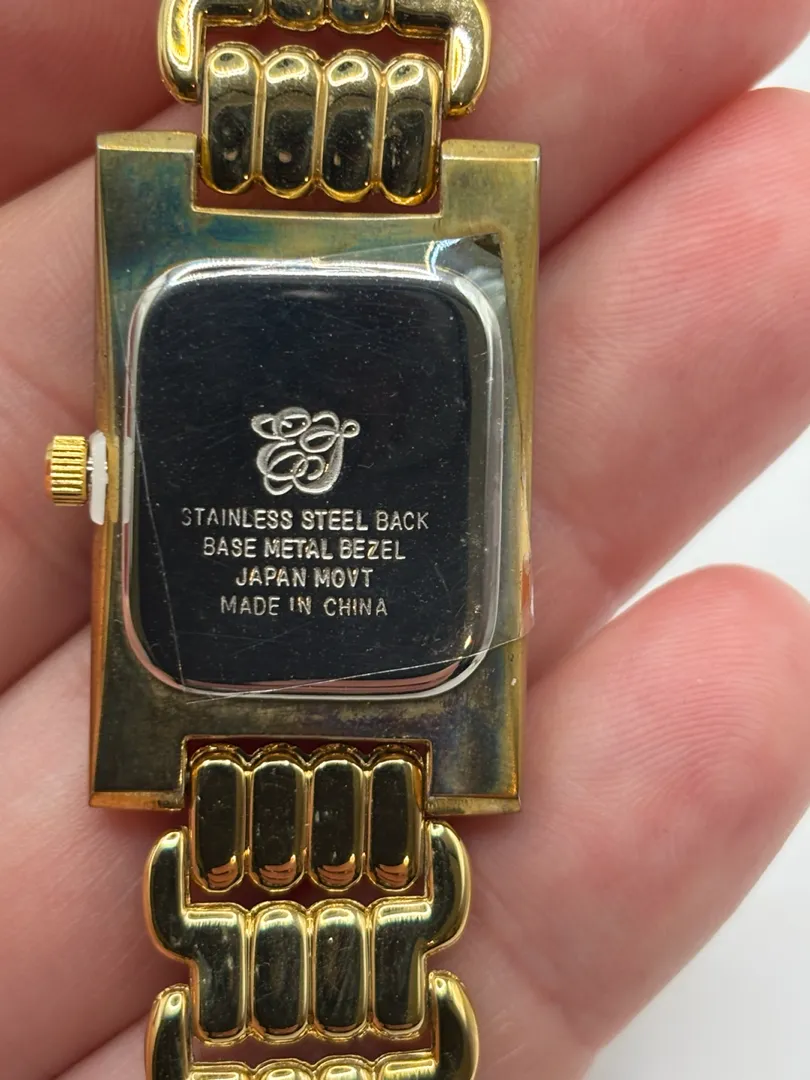 STAINLESS STEEL BACK
BASE METAL BEZEL
JAPAN MOVT
MADE IN CHINA